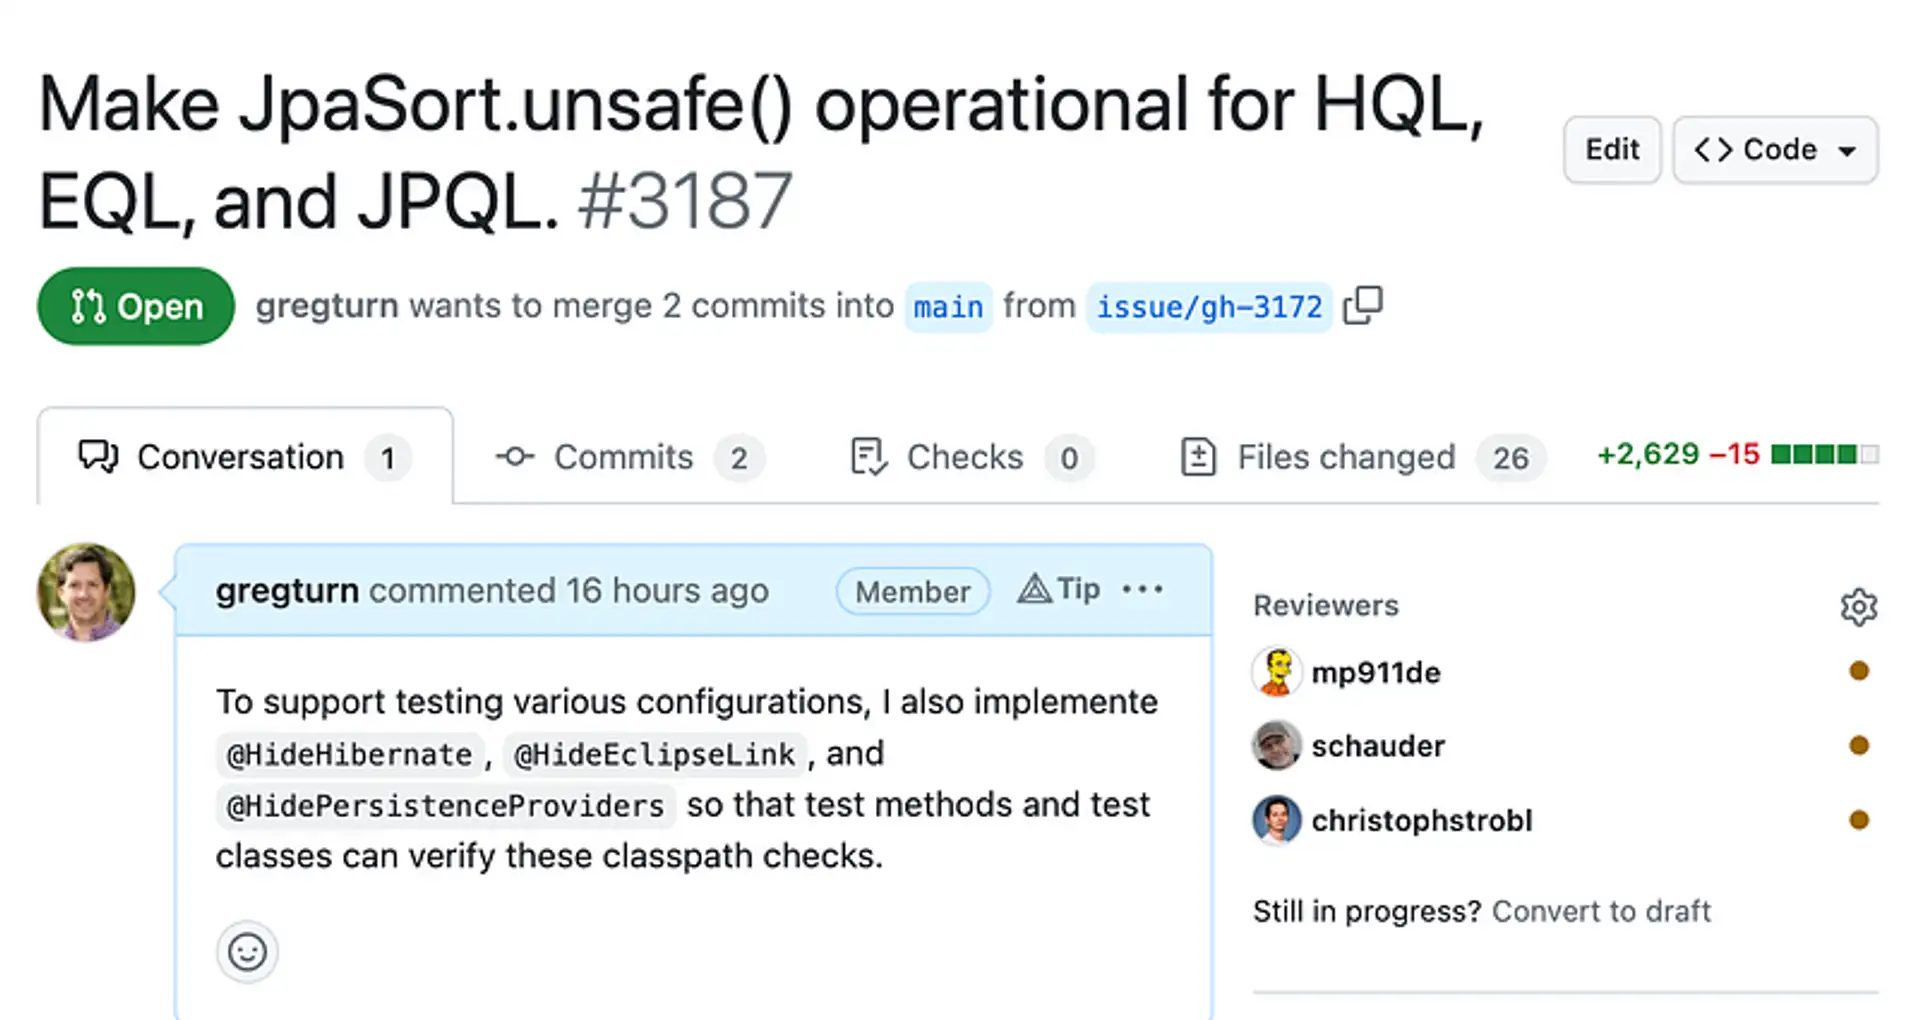 Make JpaSort.unsafe() operational for HQL,
EQL, and JPQL. #3187
Edit
<> Code
Open
gregturn wants to merge 2 commits into main from issue/gh-3172
Conversation 1
Commits 2
Checks 0
Files changed 26
+2,629 −15
gregturn commented 16 hours ago
Member
Tip
To support testing various configurations, I also implemente
@HideHibernate, @HideEclipseLink, and
@HidePersistenceProviders so that test methods and test
classes can verify these classpath checks.
Reviewers
mp911de
schauder
christophstrobl
Still in progress? Convert to draft